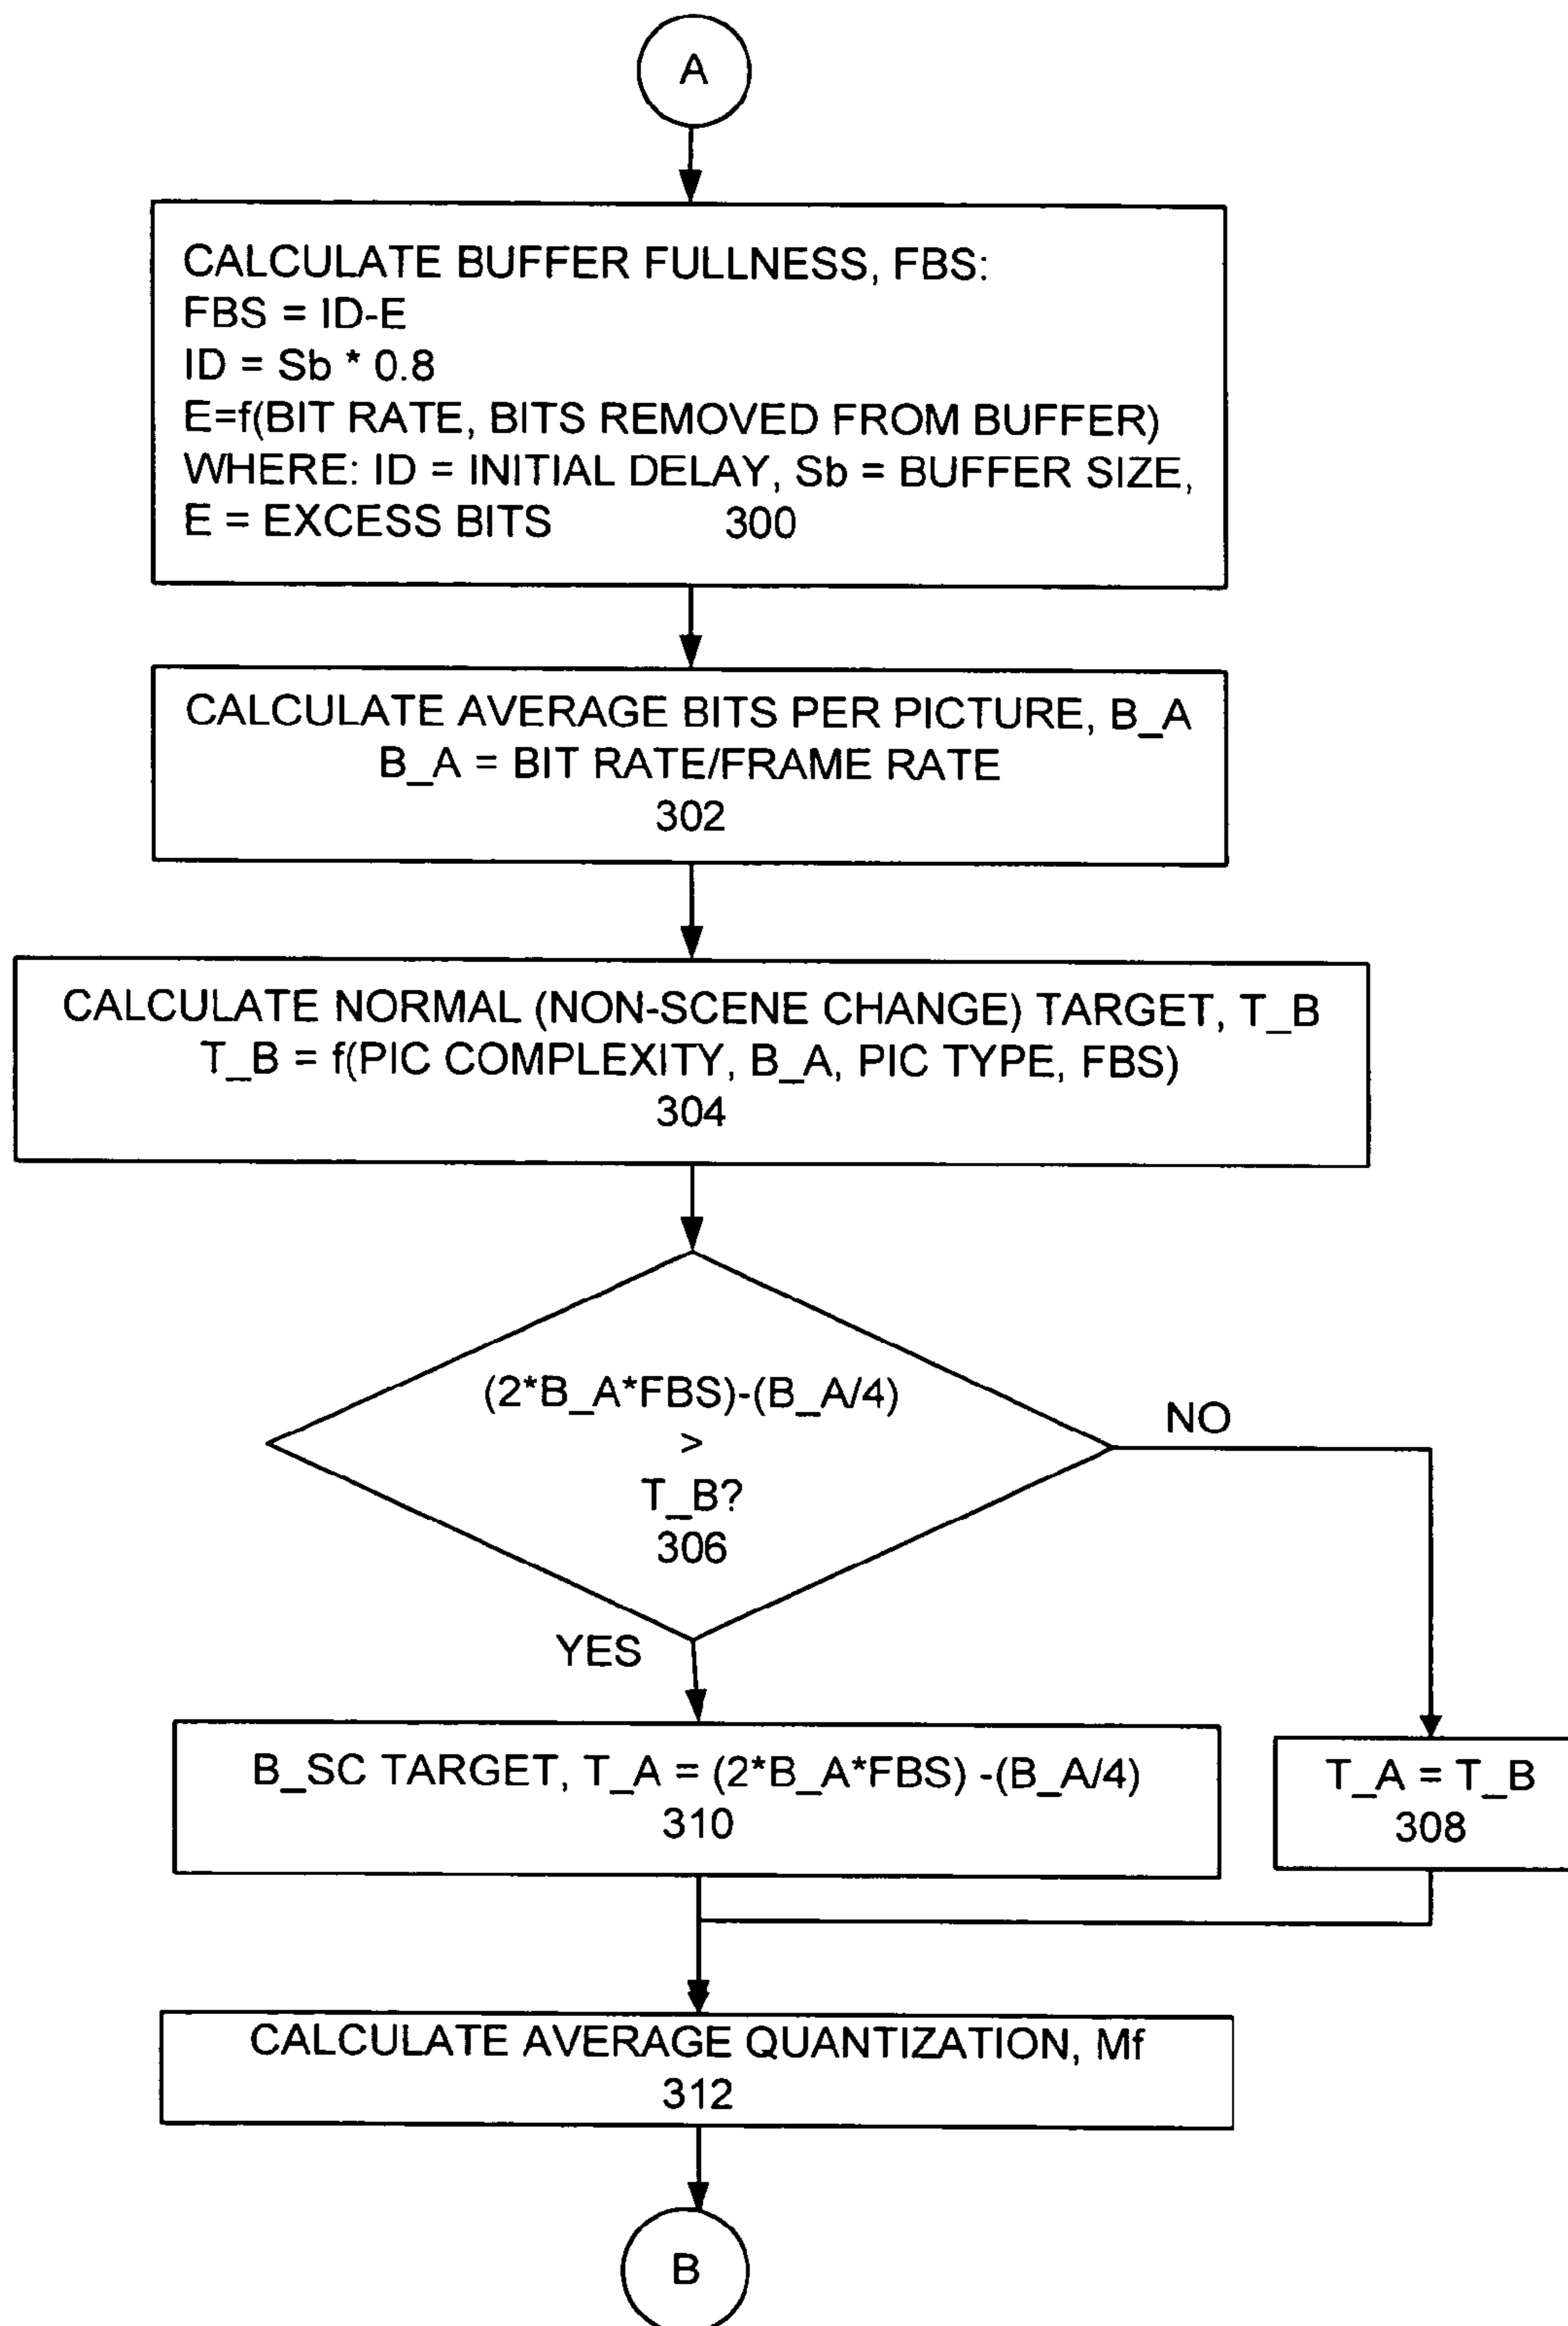 A
CALCULATE BUFFER FULLNESS, FBS:
FBS = ID-E
ID = Sb * 0.8
E=f(BIT RATE, BITS REMOVED FROM BUFFER)
WHERE: ID = INITIAL DELAY, Sb = BUFFER SIZE,
E = EXCESS BITS 300
CALCULATE AVERAGE BITS PER PICTURE, B_A
B_A = BIT RATE/FRAME RATE
302
CALCULATE NORMAL (NON-SCENE CHANGE) TARGET, T_B
T_B = f(PIC COMPLEXITY, B_A, PIC TYPE, FBS)
304
(2*B_A*FBS)-(B_A/4)
>
T_B?
306
NO
YES
B_SC TARGET, T_A = (2*B_A*FBS) -(B_A/4)
310
T_A = T_B
308
CALCULATE AVERAGE QUANTIZATION, Mf
312
B